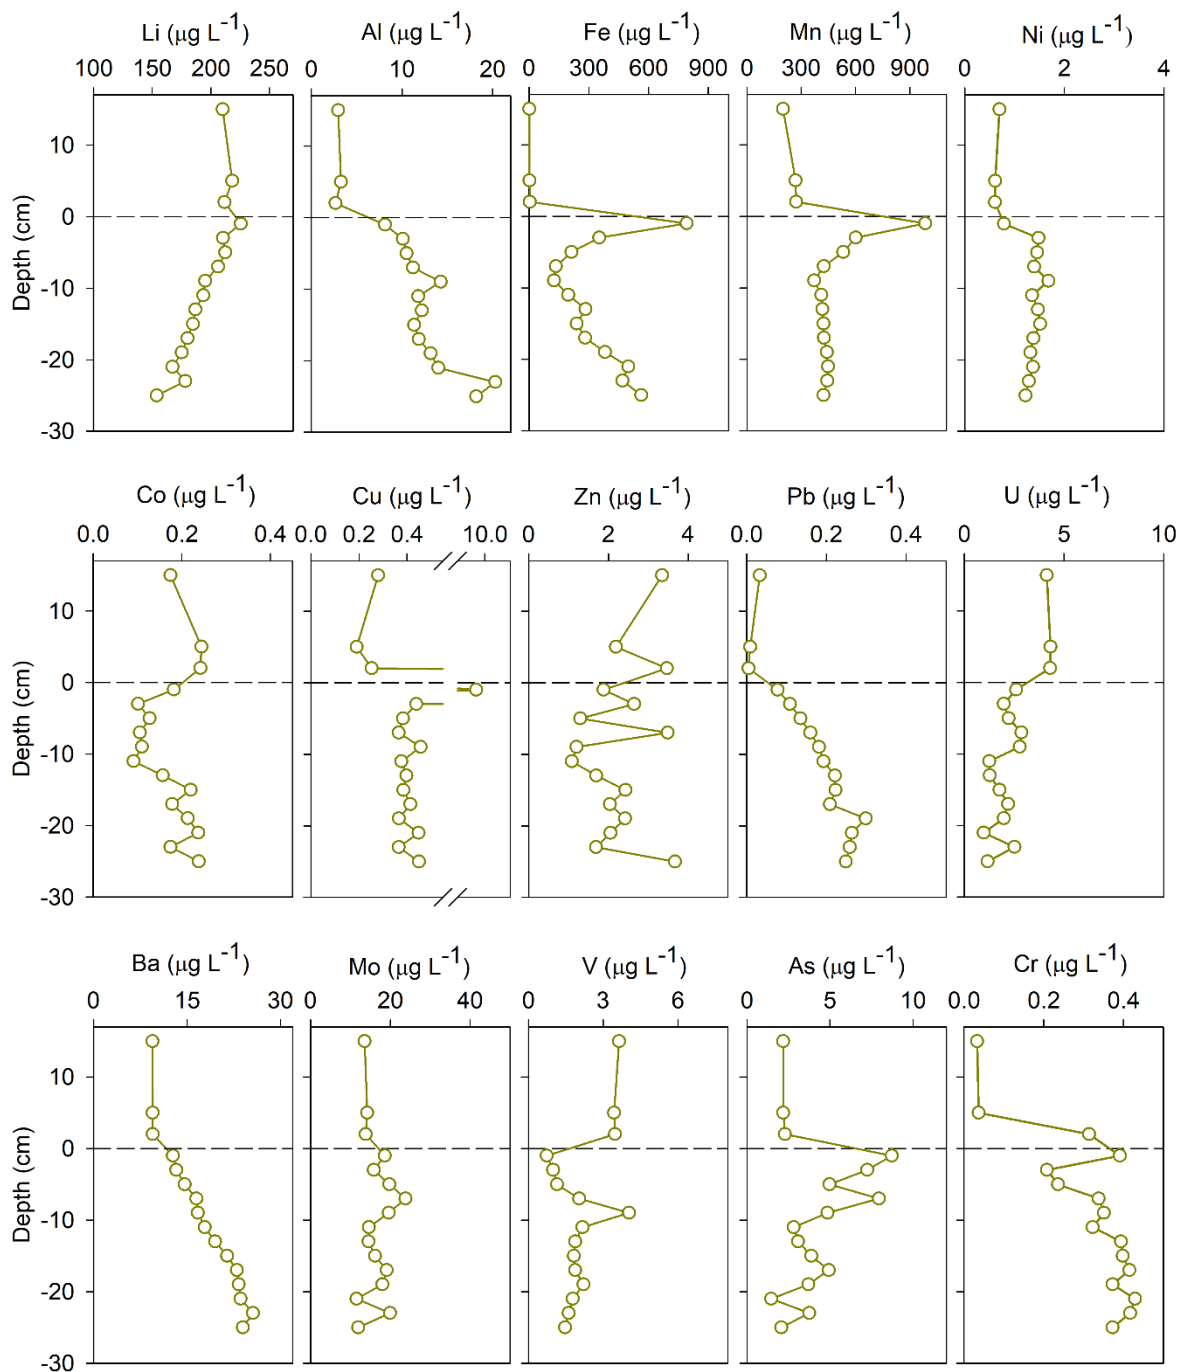 Li (μg L⁻¹) Al (μg L⁻¹) Fe (μg L⁻¹) Mn (μg L⁻¹) Ni (μg L⁻¹)
100 150 200 250 0 10 20 0 300 600 900 0 300 600 900 0 2 4
10
0
-10
-20
-30
Depth (cm)
Co (μg L⁻¹) Cu (μg L⁻¹) Zn (μg L⁻¹) Pb (μg L⁻¹) U (μg L⁻¹)
0.0 0.2 0.4 0.0 0.2 0.4 10.0 0 2 4 0.0 0.2 0.4 0 5 10
10
0
-10
-20
-30
Depth (cm)
Ba (μg L⁻¹) Mo (μg L⁻¹) V (μg L⁻¹) As (μg L⁻¹) Cr (μg L⁻¹)
0 15 30 0 20 40 0 3 6 0 5 10 0.0 0.2 0.4
10
0
-10
-20
-30
Depth (cm)